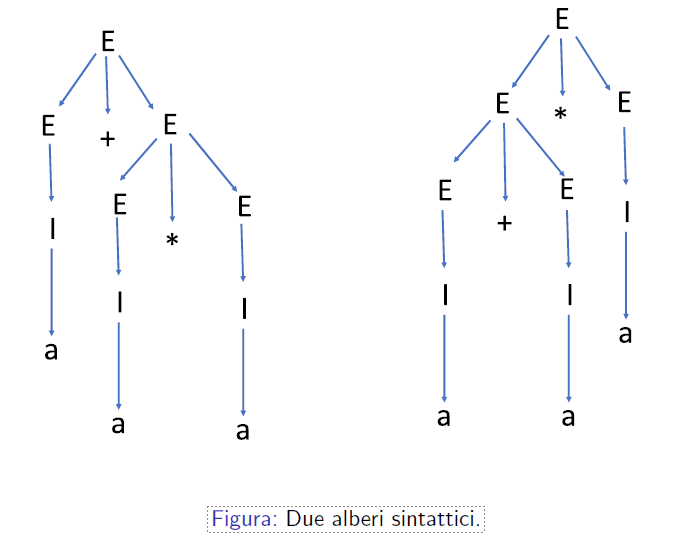 E
E
E + E
E * E
E * E
E + E
I
I
I I
I I
a
a
a a
a a
Figura: Due alberi sintattici.